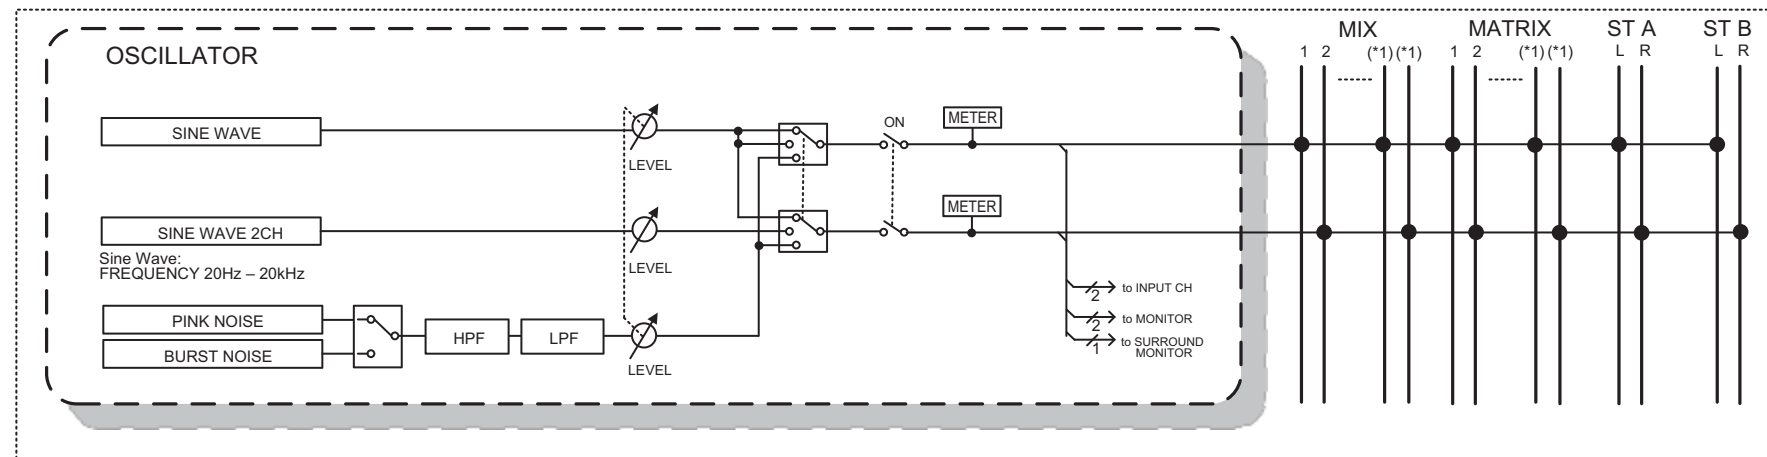 MIX MATRIX ST A ST B
1 2 (*1) (*1) 1 2 (*1) (*1) L R L R
OSCILLATOR
SINE WAVE
LEVEL
ON
METER
SINE WAVE 2CH
LEVEL
METER
Sine Wave:
FREQUENCY 20Hz – 20kHz
PINK NOISE
BURST NOISE
HPF
LPF
LEVEL
2
to INPUT CH
2
to MONITOR
1
to SURROUND
MONITOR